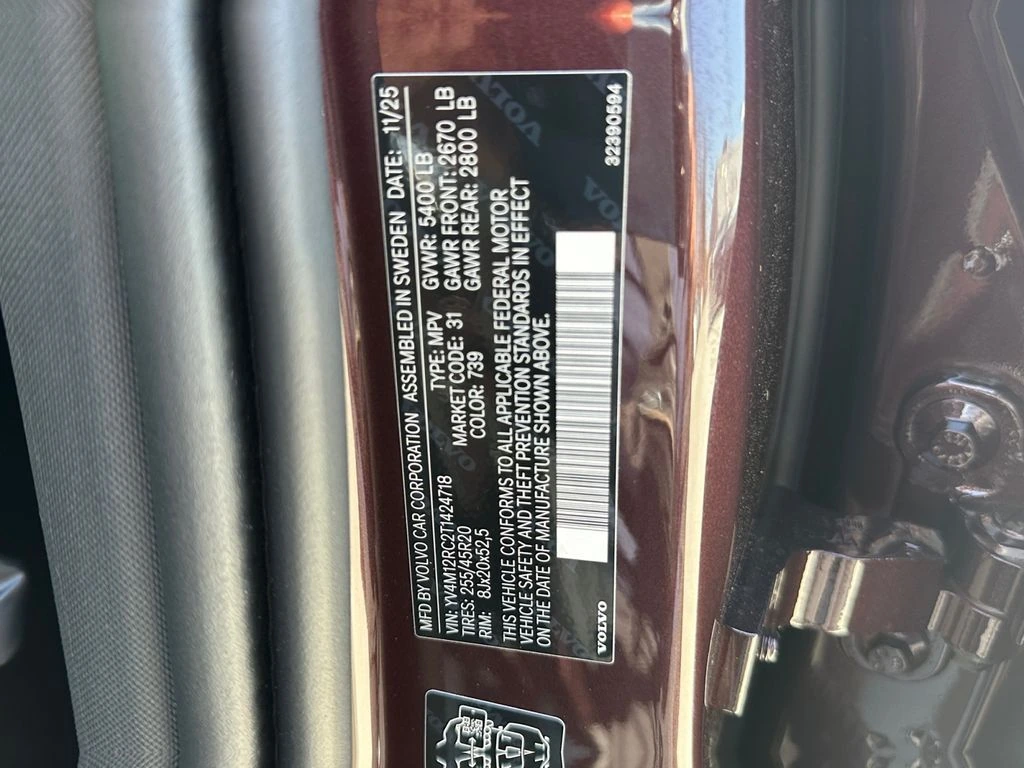 MFD BY VOLVO CAR CORPORATION ASSEMBLED IN SWEDEN DATE: 11/25
VIN: YV4M12RC2T1424718 TYPE: MPV GVWR: 5400 LB
TIRES: 255/45R20 MARKET CODE: 31 GAWR FRONT: 2670 LB
RIM: 8Jx20x52,5 COLOR: 739 GAWR REAR: 2800 LB
THIS VEHICLE CONFORMS TO ALL APPLICABLE FEDERAL MOTOR
VEHICLE SAFETY AND THEFT PREVENTION STANDARDS IN EFFECT
ON THE DATE OF MANUFACTURE SHOWN ABOVE.
VOLVO 32390594